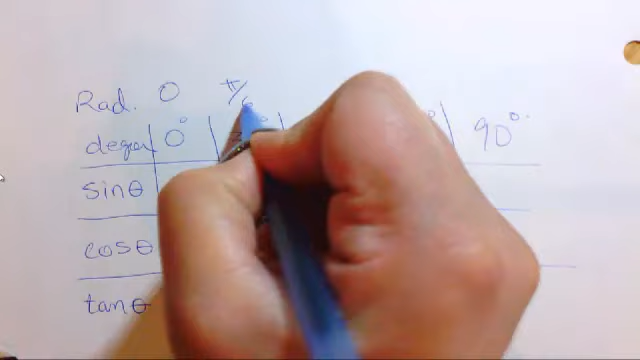 Rad. 0 π/6
degree 0° 90°
sinθ
cosθ
tanθ